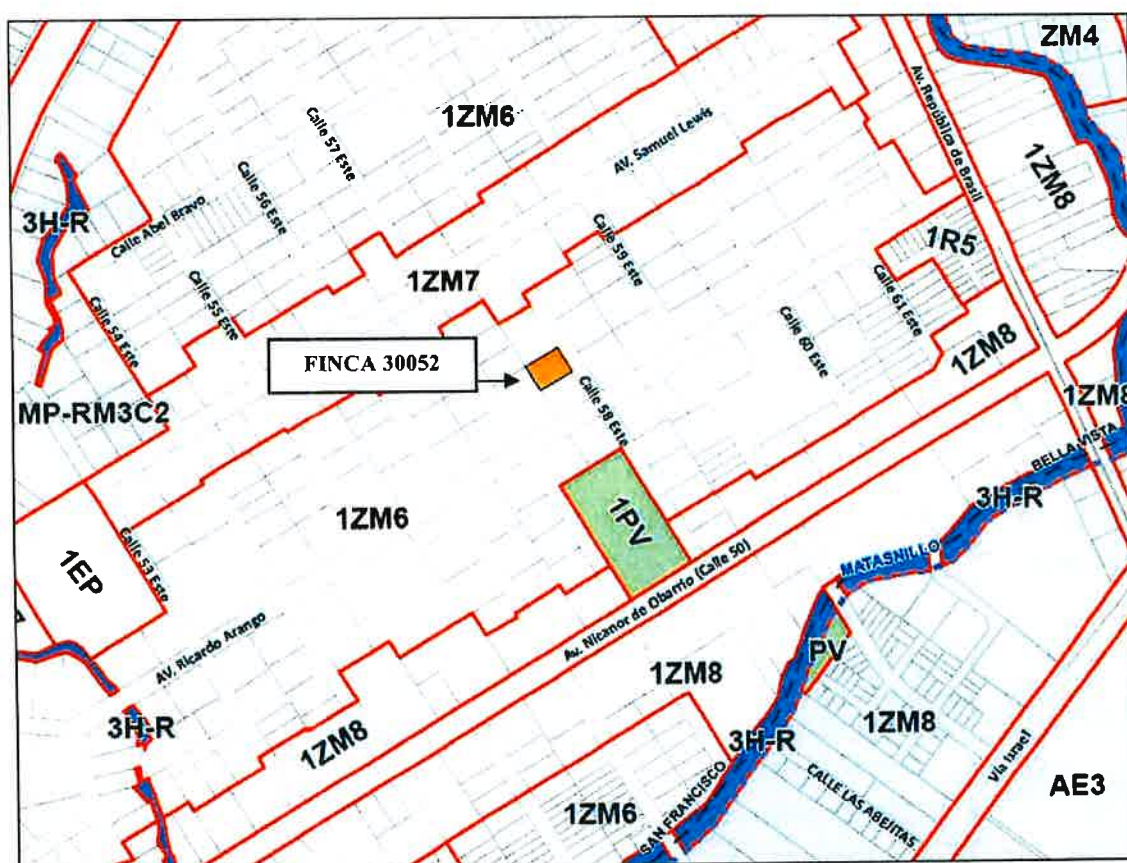 ZM4
1ZM6
Calle 57 Este
AV. Samuel Lewis
Av. República de Brasil
1ZM8
Calle 56 Este
3H-R
Calle Abel Bravo
Calle 59 Este
1R5
1ZM7
Calle 55 Este
Calle 54 Este
Calle 61 Este
Calle 60 Este
1ZM8
FINCA 30052
1ZM8
MP-RM3C2
Calle 58 Este
BELLA VISTA
3H-R
1ZM6
1PV
Calle 53 Este
1EP
MATASNILLO
Av. Nicanor de Obarrio (Calle 50)
AV. Ricardo Arango
PV
1ZM8
1ZM8
3H-R
1ZM8
3H-R
Vía Israel
SAN FRANCISCO
CALLE LAS ABEJITAS
AE3
1ZM6